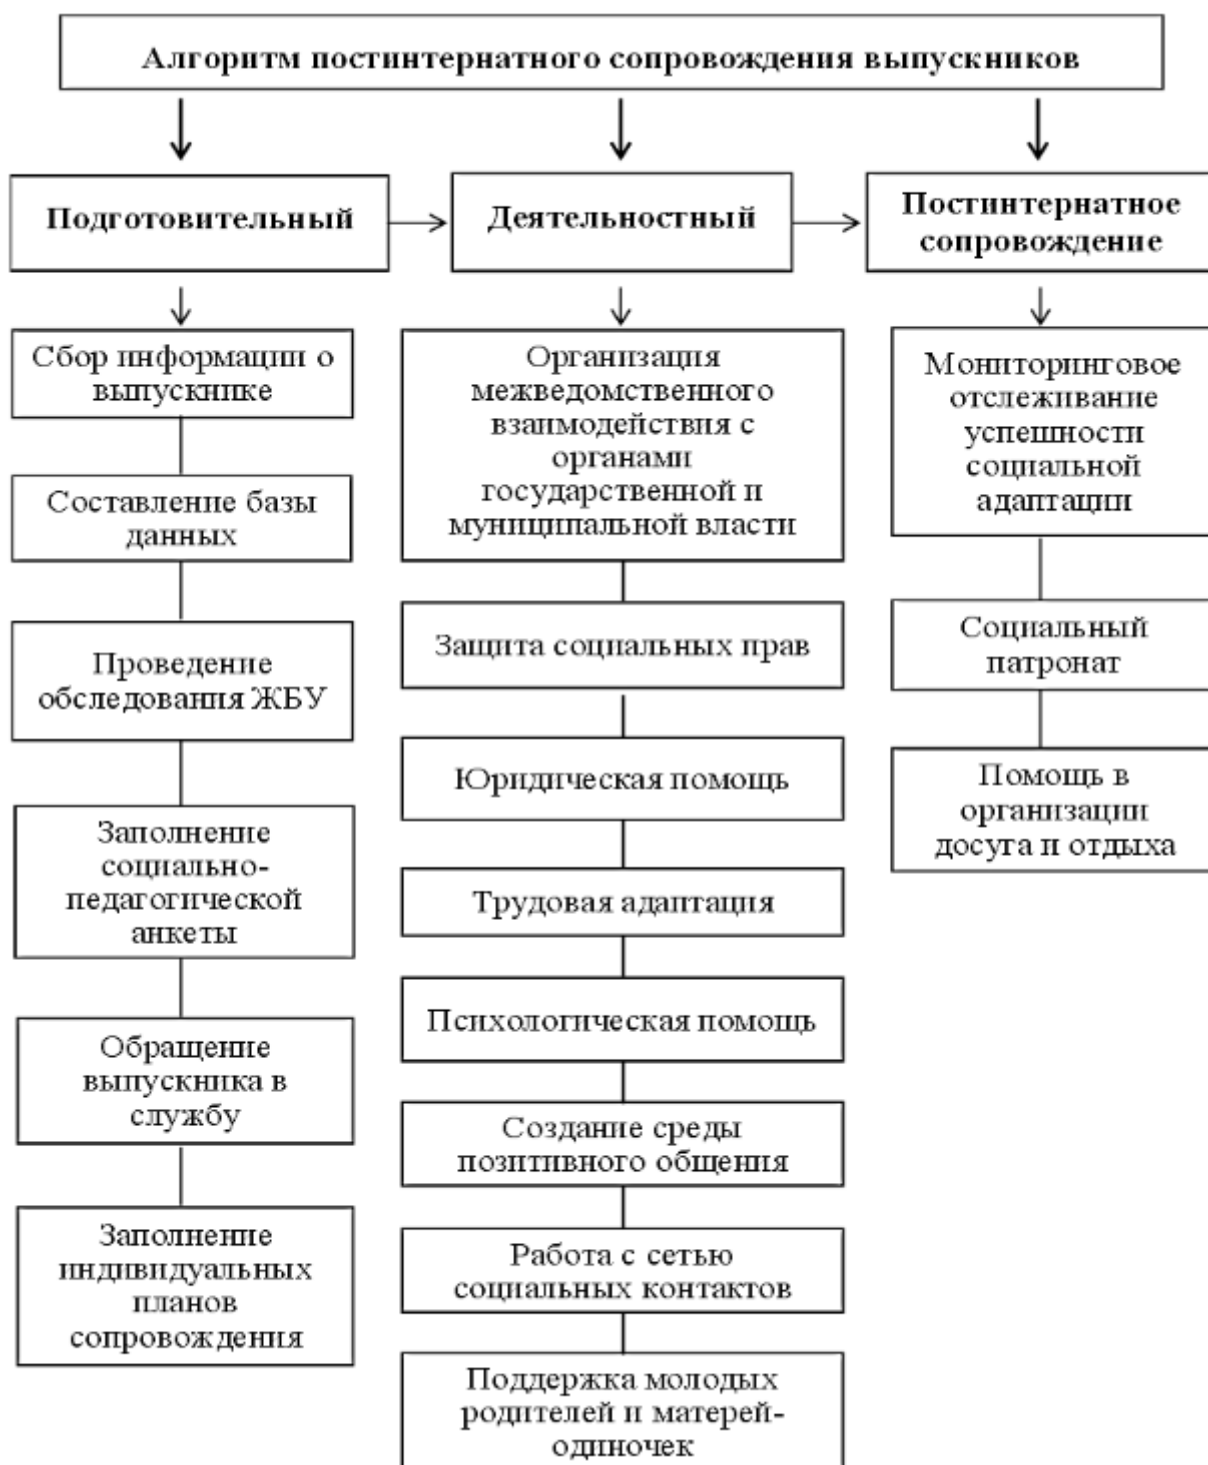 Алгоритм постинтернатного сопровождения выпускников
Подготовительный
Деятельностный
Постинтернатное
сопровождение
Сбор информации о
выпускнике
Составление базы
данных
Проведение
обследования ЖБУ
Заполнение
социально-
педагогической
анкеты
Обращение
выпускника в
службу
Заполнение
индивидуальных
планов
сопровождения
Организация
межведомственного
взаимодействия с
органами
государственной и
муниципальной власти
Защита социальных прав
Юридическая помощь
Трудовая адаптация
Психологическая помощь
Создание среды
позитивного общения
Работа с сетью
социальных контактов
Поддержка молодых
родителей и матерей-
одиночек
Мониторинговое
отслеживание
успешности
социальной
адаптации
Социальный
патронат
Помощь в
организации
досуга и отдыха